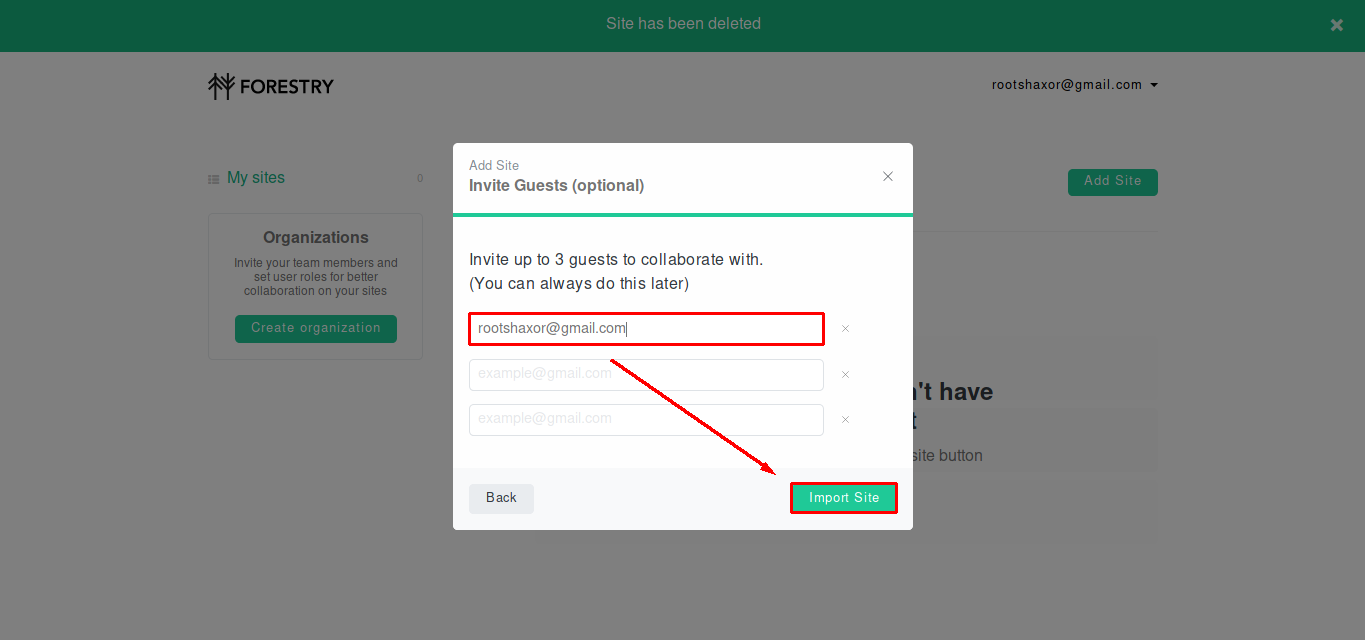 Site has been deleted
FORESTRY
rootshaxor@gmail.com
My sites
0
Add Site
Organizations
Invite your team members and
set user roles for better
collaboration on your sites
Create organization
Add Site
Invite Guests (optional)
Invite up to 3 guests to collaborate with.
(You can always do this later)
rootshaxor@gmail.com
example@gmail.com
example@gmail.com
Back
Import Site
n't have
t
site button